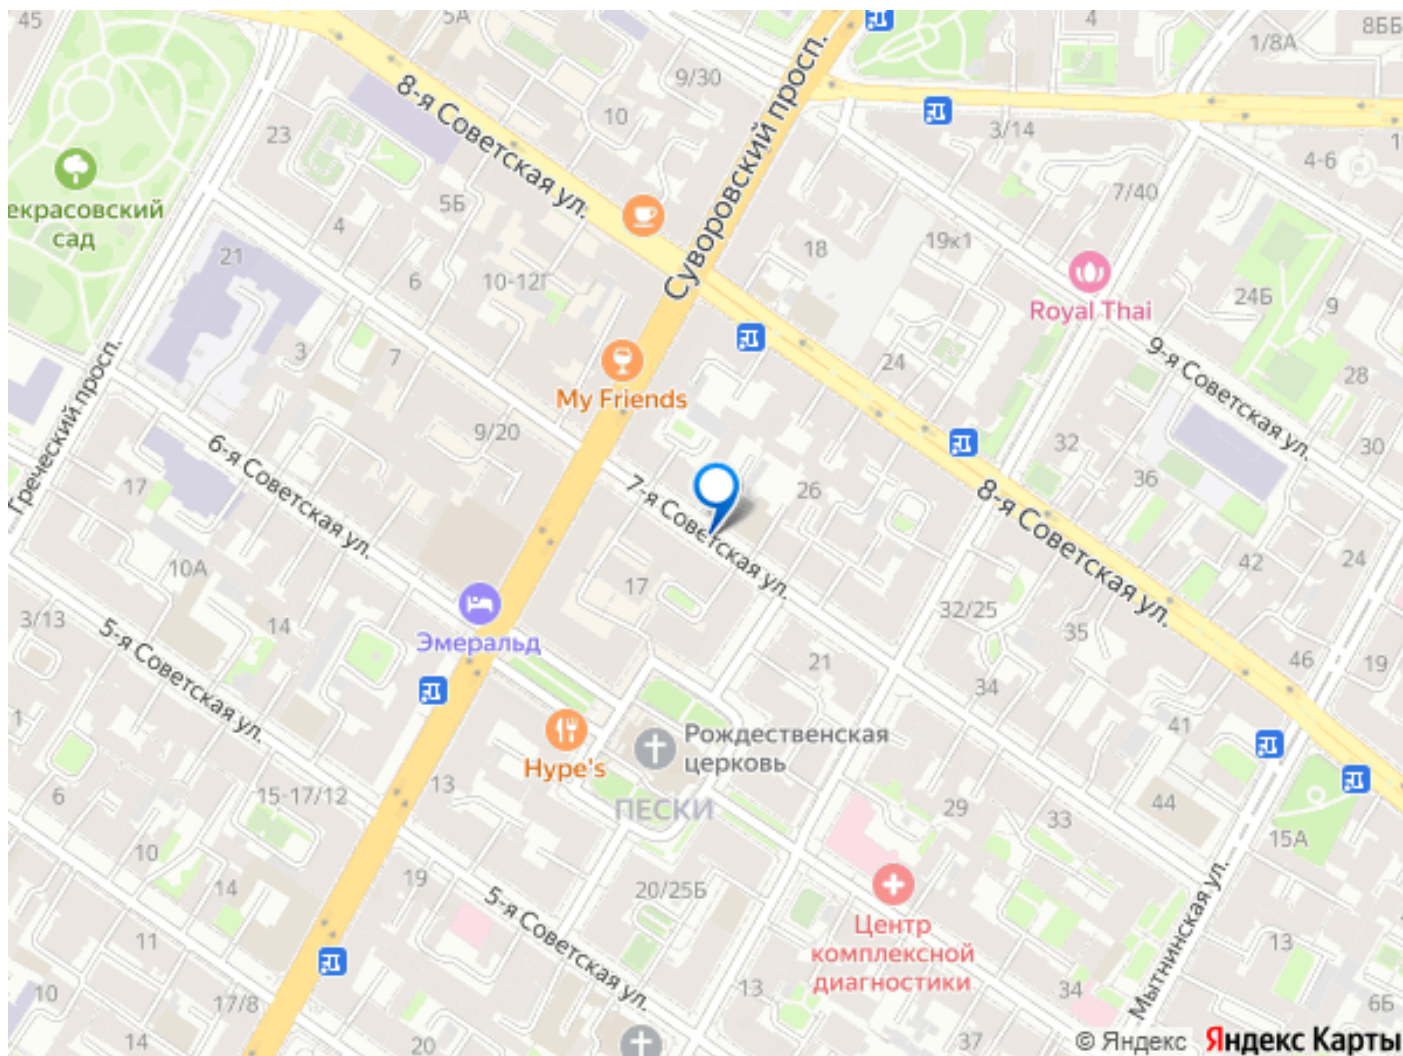 45
5А
4
8ББ
1/8А
9/30
8-я Советская ул.
Суворовский просп.
10
3/14
23
4-6
1
екрасовский
сад
5Б
7/40
4
21
18
19к1
6
10-12Г
24Б
9
Royal Thai
3
7
My Friends
24
9-я Советская ул.
28
Греческий просп.
9/20
6-я Советская ул.
32
30
17
7-я Советская ул.
26
36
8-я Советская ул.
10А
17
42
24
3/13
14
Эмеральд
32/25
35
5-я Советская ул.
21
46
19
34
1
Рождественская
церковь
41
Hype's
13
15-17/12
6
ПЕСКИ
29
33
44
15А
10
14
19
20/25Б
5-я Советская ул.
Центр
комплексной
диагностики
Мытнинская ул.
11
13
10
17/8
13
34
6Б
14
20
37
© Яндекс Яндекс Карты